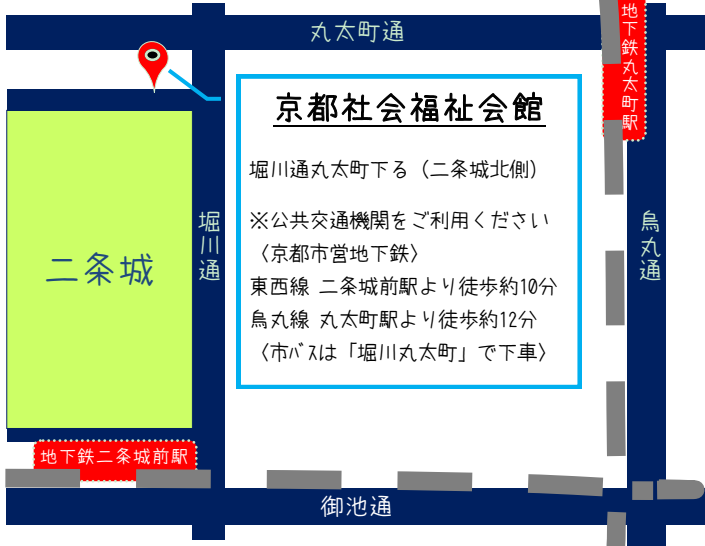 丸太町通
地下鉄丸太町駅
京都社会福祉会館
堀川通丸太町下る（二条城北側）
※公共交通機関をご利用ください
〈京都市営地下鉄〉
東西線 二条城前駅より徒歩約10分
烏丸線 丸太町駅より徒歩約12分
〈市バスは「堀川丸太町」で下車〉
二条城
堀川通
烏丸通
地下鉄二条城前駅
御池通